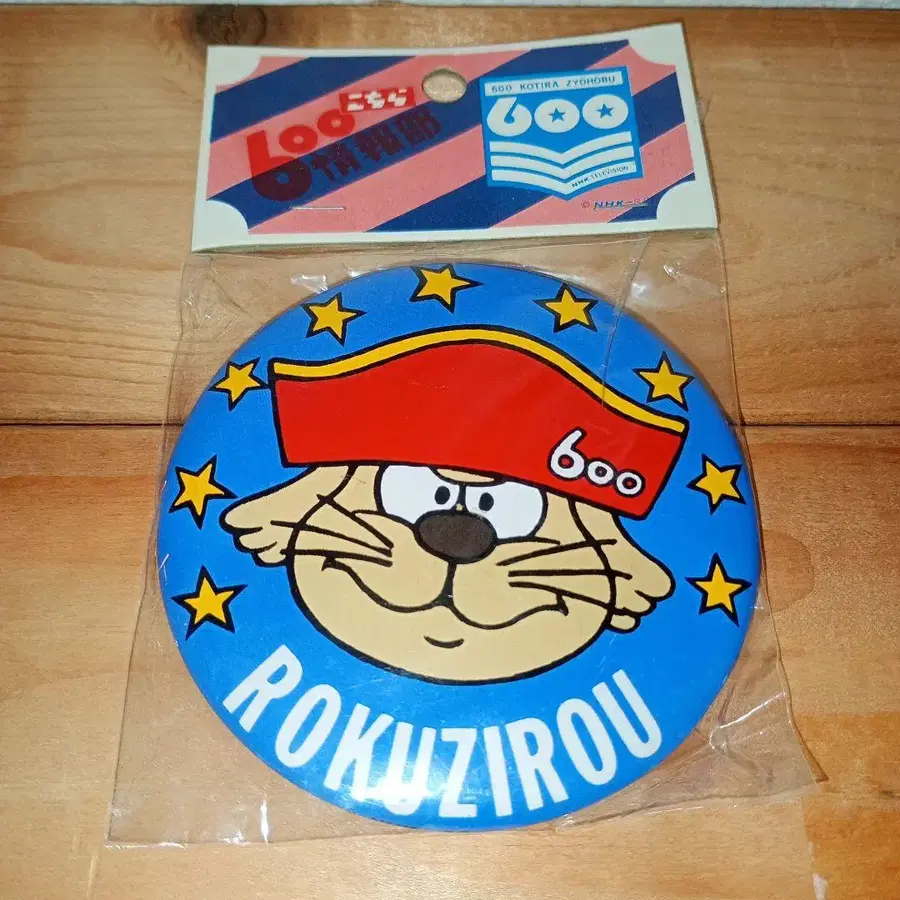 600 こちら
情報部
600 KOTIRA ZYOHOBU
600
NHK TELEVISION
© NHK
600
ROKUZIROU